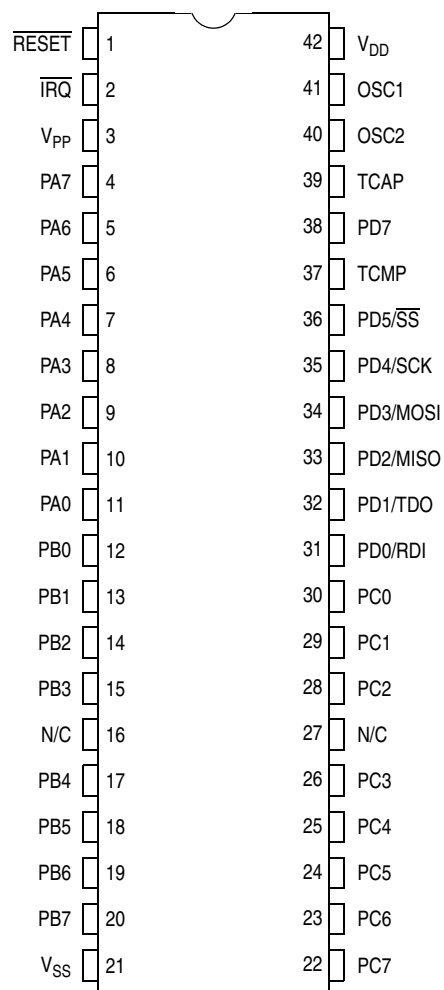 R̅E̅S̅E̅T̅ 1 42 VDD
I̅R̅Q̅ 2 41 OSC1
VPP 3 40 OSC2
PA7 4 39 TCAP
PA6 5 38 PD7
PA5 6 37 TCMP
PA4 7 36 PD5/S̅S̅
PA3 8 35 PD4/SCK
PA2 9 34 PD3/MOSI
PA1 10 33 PD2/MISO
PA0 11 32 PD1/TDO
PB0 12 31 PD0/RDI
PB1 13 30 PC0
PB2 14 29 PC1
PB3 15 28 PC2
N/C 16 27 N/C
PB4 17 26 PC3
PB5 18 25 PC4
PB6 19 24 PC5
PB7 20 23 PC6
VSS 21 22 PC7